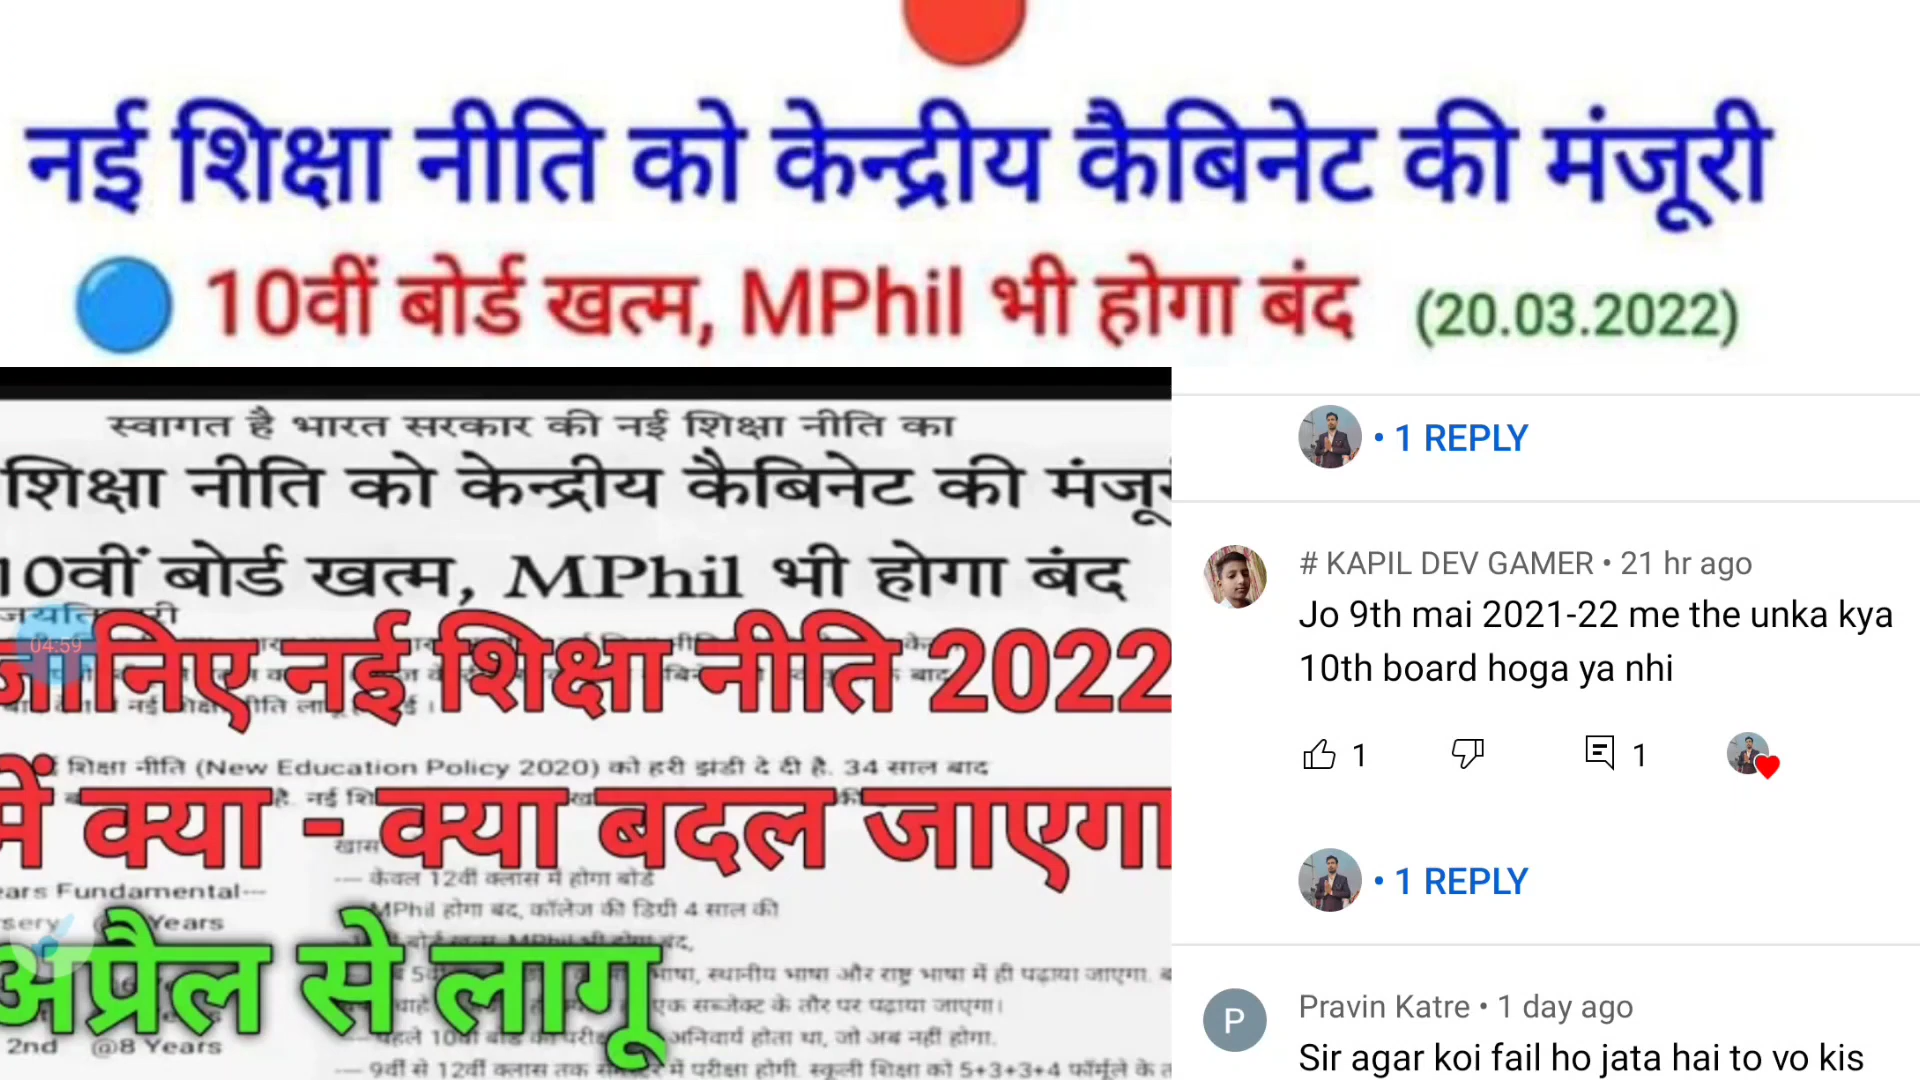 नई शिक्षा नीति को केन्द्रीय कैबिनेट की मंजूरी
10वीं बोर्ड खत्म, MPhil भी होगा बंद (20.03.2022)
स्वागत है भारत सरकार की नई शिक्षा नीति का
शिक्षा नीति को केन्द्रीय कैबिनेट की
10वीं बोर्ड खत्म, MPhil भी होगा बंद
04:59
जानिए नई शिक्षा नीति 2022
शिक्षा नीति (New Education Policy 2020) को हरी झंडी दे दी है. 34 साल बाद
में क्या - क्या बदल जाएगा
खास
--- केवल 12वीं क्लास में होगा बोर्ड
Fundamental---
Years
MPhil होगा बंद, कॉलेज की डिग्री 4 साल की
अप्रैल से लागू
भाषा, स्थानीय भाषा और राष्ट्र भाषा में ही पढ़ाया जाएगा.
एक सब्जेक्ट के तौर पर पढ़ाया जाएगा।
अनिवार्य होता था, जो अब नहीं होगा.
2nd @8 Years
--- 9वीं से 12वीं क्लास तक में परीक्षा होगी. स्कूली शिक्षा को 5+3+3+4 फॉर्मूले के
• 1 REPLY
# KAPIL DEV GAMER • 21 hr ago
Jo 9th mai 2021-22 me the unka kya
10th board hoga ya nhi
1 1
• 1 REPLY
P
Pravin Katre • 1 day ago
Sir agar koi fail ho jata hai to vo kis